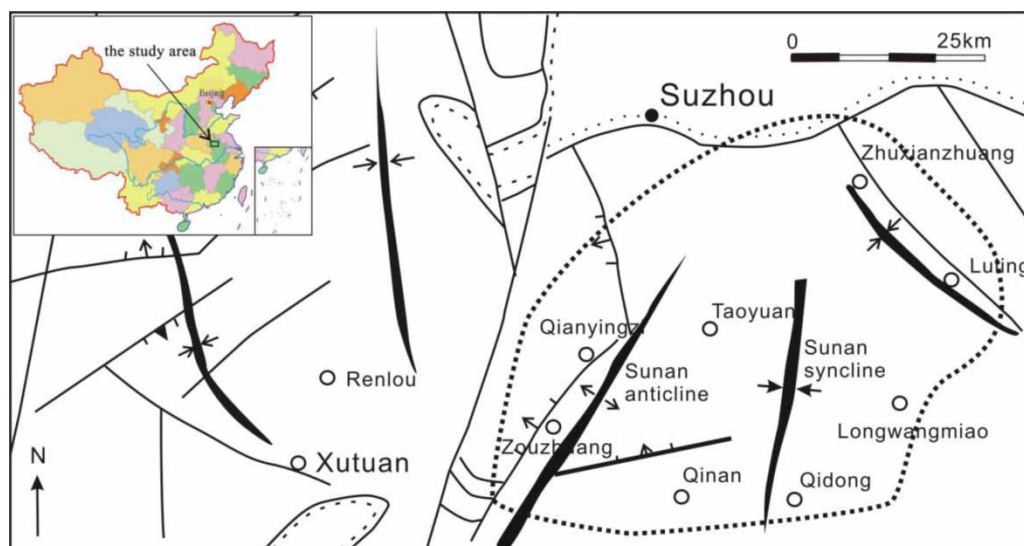 the study area
Beijing
0 25km
Suzhou
Zhuxianzhuang
Luling
Taoyuan
Qianyingzi
Sunan
anticline
Sunan
syncline
Renlou
Longwangmiao
Zouzhuang
Xutuan
N
Qinan
Qidong